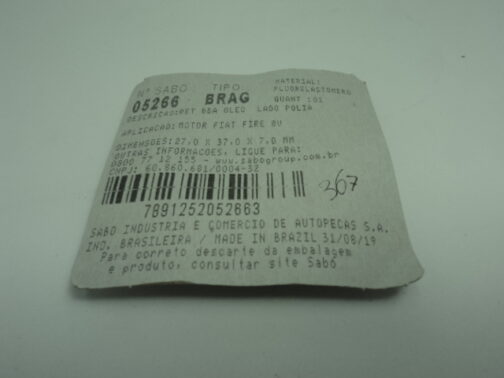 Nº SABÓ TIPO MATERIAL:
05266 BRAG FLUORELASTOMERO
DESCRICAO:RET BBA OLEO LADO POLIA QUANT :01
APLICACAO:MOTOR FIAT FIRE 8V
DIMENSOES:27.0 X 37.0 X 7.0 MM
OUTRAS INFORMACOES, LIGUE PARA:
0800 77 12 155 - www.sabogroup.com.br
CNPJ: 60.860.681/0004-32
367
7891252052663
SABO INDUSTRIA E COMERCIO DE AUTOPECAS S.A.
IND. BRASILEIRA / MADE IN BRAZIL 31/08/19
Para correto descarte da embalagem
e produto, consultar site Sabó